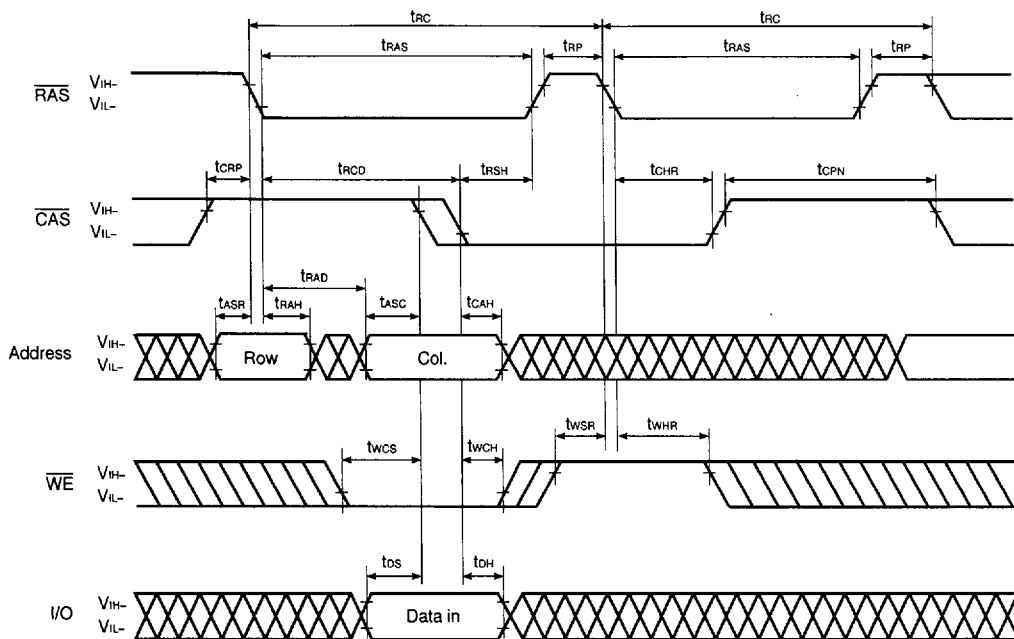 tRC tRC
tRAS tRP tRAS tRP
RAS VIH–
VIL–
tCRP tRCD tRSH tCHR tCPN
CAS VIH–
VIL–
tRAD
tASR tRAH tASC tCAH
Address VIH–
VIL–
Row Col.
tWSR tWHR
tWCS tWCH
WE VIH–
VIL–
tDS tDH
I/O VIH–
VIL–
Data in